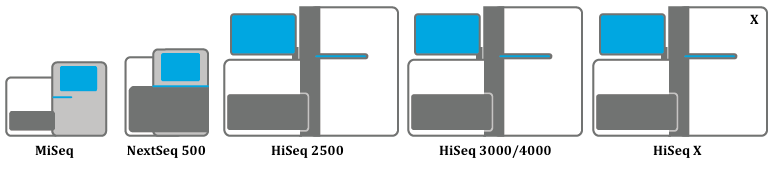 X
MiSeq
NextSeq 500
HiSeq 2500
HiSeq 3000/4000
HiSeq X